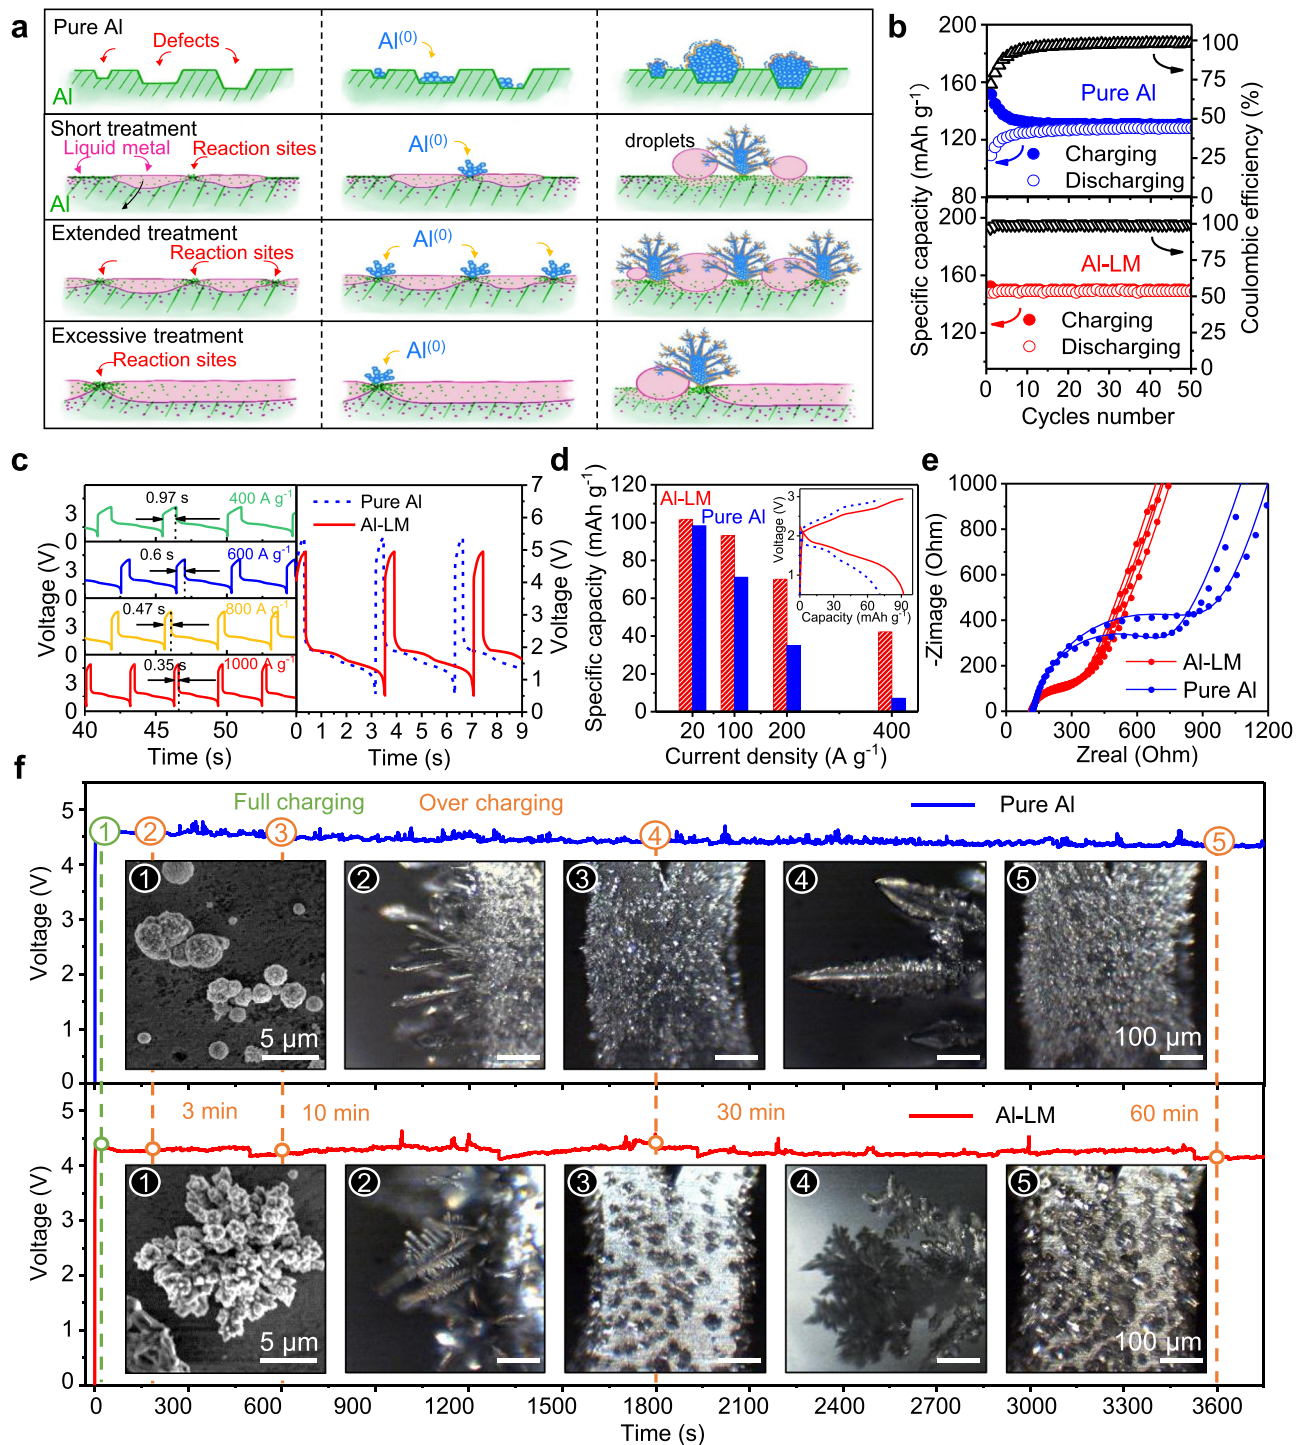 a
Pure Al
Defects
Al
Al(0)
Short treatment
Liquid metal
Reaction sites
Al
Al(0)
droplets
Extended treatment
Reaction sites
Al(0)
Excessive treatment
Reaction sites
Al(0)
b
Specific capacity (mAh g-1)
Coulombic efficiency (%)
200
160
120
80
100
75
50
25
0
Pure Al
Charging
Discharging
200
160
120
100
75
50
25
0
Al-LM
Charging
Discharging
0 10 20 30 40 50
Cycles number
c
Voltage (V)
3
0
3
0
3
0
3
0
0.97 s
400 A g-1
0.6 s
600 A g-1
0.47 s
800 A g-1
0.35 s
1000 A g-1
40 45 50
Time (s)
Pure Al
Al-LM
7
6
5
4
3
2
1
0
Voltage (V)
0 1 2 3 4 5 6 7 8 9
Time (s)
d
Specific capacity (mAh g-1)
120
100
80
60
40
20
0
Al-LM
Pure Al
Voltage (V)
3
2
1
0 30 60 90
Capacity (mAh g-1)
20 100 200 400
Current density (A g-1)
e
-Zimage (Ohm)
1000
800
600
400
200
0
Al-LM
Pure Al
0 300 600 900 1200
Zreal (Ohm)
f
Voltage (V)
5
4
3
2
1
0
Full charging
Over charging
Pure Al
1 2 3 4 5
1 2 3 4 5
5 μm
100 μm
Voltage (V)
5
4
3
2
1
0
3 min
10 min
30 min
60 min
Al-LM
1 2 3 4 5
5 μm
100 μm
0 300 600 900 1200 1500 1800 2100 2400 2700 3000 3300 3600
Time (s)